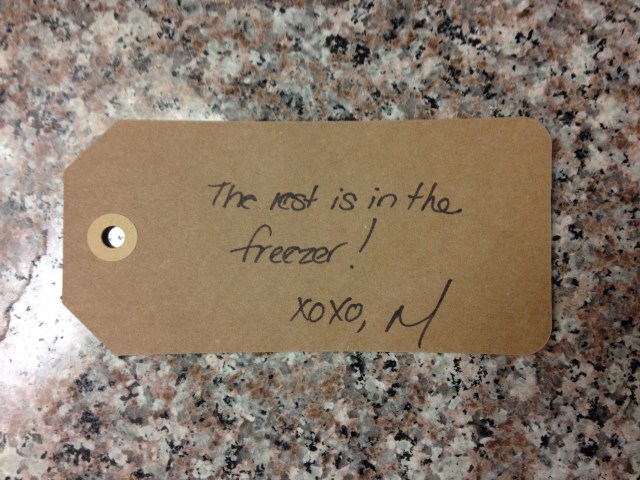 The rest is in the
freezer!
xoxo, M